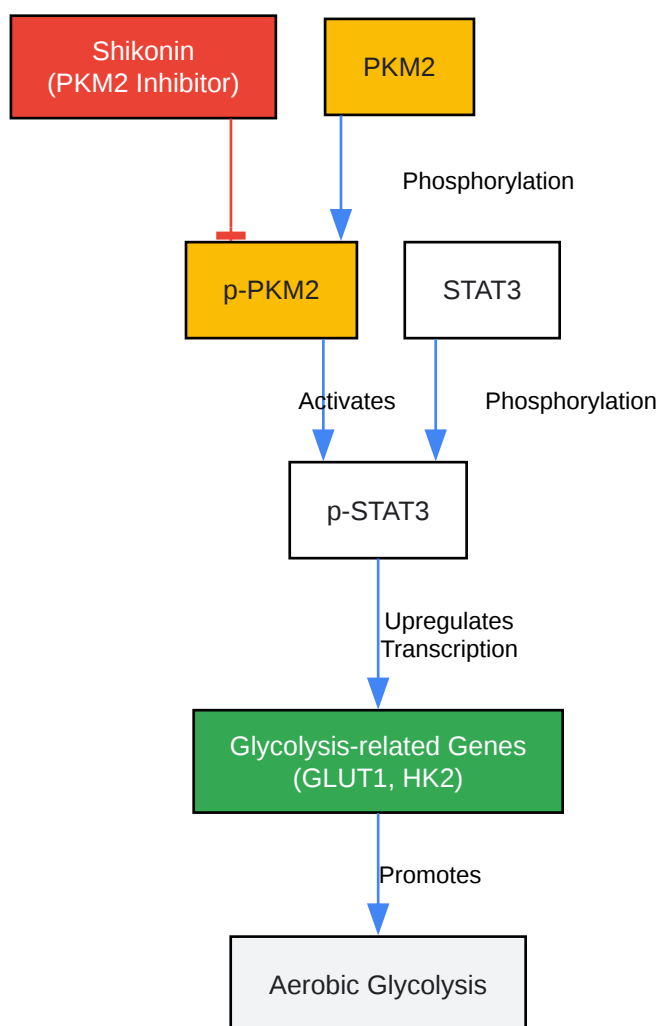 Shikonin
(PKM2 Inhibitor)
PKM2
Phosphorylation
p-PKM2
STAT3
Activates
Phosphorylation
p-STAT3
Upregulates
Transcription
Glycolysis-related Genes
(GLUT1, HK2)
Promotes
Aerobic Glycolysis